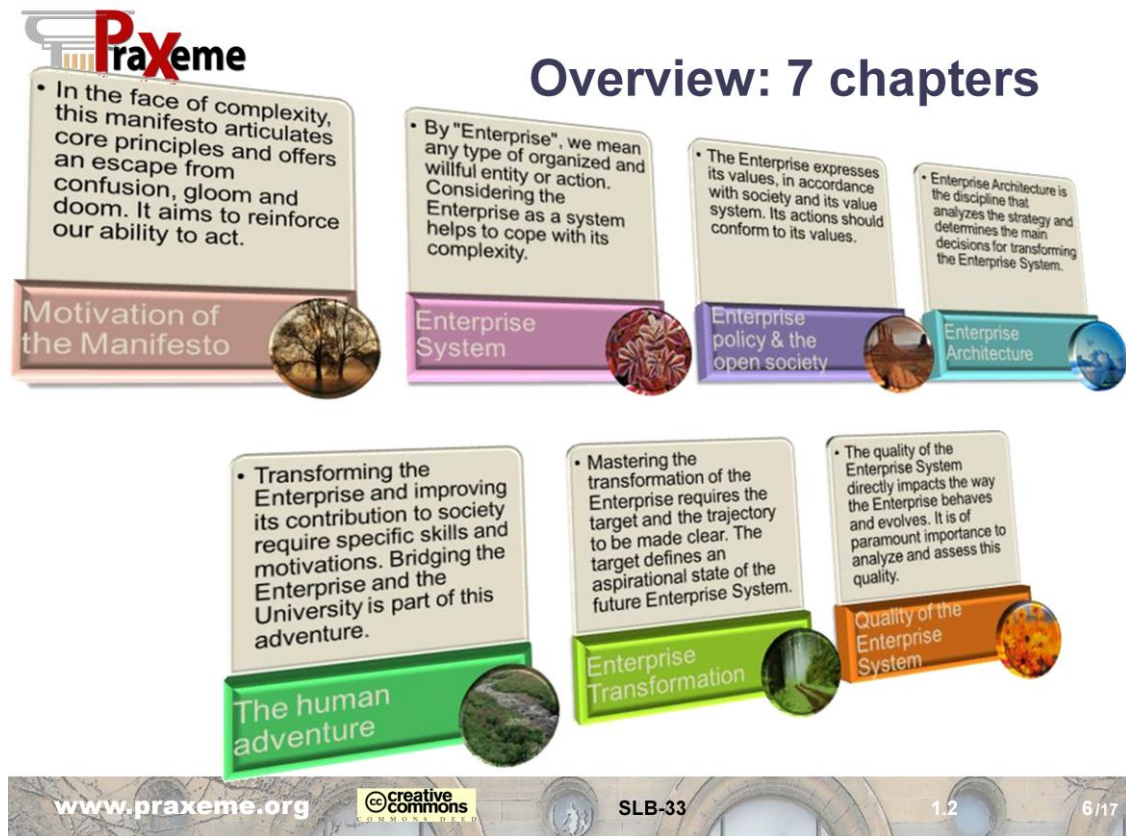 PraXeme
Overview: 7 chapters
• In the face of complexity,
this manifesto articulates
core principles and offers
an escape from
confusion, gloom and
doom. It aims to reinforce
our ability to act.
Motivation of
the Manifesto
• By "Enterprise", we mean
any type of organized and
willful entity or action.
Considering the
Enterprise as a system
helps to cope with its
complexity.
Enterprise
System
• The Enterprise expresses
its values, in accordance
with society and its value
system. Its actions should
conform to its values.
Enterprise
policy & the
open society
• Enterprise Architecture is
the discipline that
analyzes the strategy and
determines the main
decisions for transforming
the Enterprise System.
Enterprise
Architecture
• Transforming the
Enterprise and improving
its contribution to society
require specific skills and
motivations. Bridging the
Enterprise and the
University is part of this
adventure.
The human
adventure
• Mastering the
transformation of the
Enterprise requires the
target and the trajectory
to be made clear. The
target defines an
aspirational state of the
future Enterprise System.
Enterprise
Transformation
• The quality of the
Enterprise System
directly impacts the way
the Enterprise behaves
and evolves. It is of
paramount importance to
analyze and assess this
quality.
Quality of the
Enterprise
System
www.praxeme.org
cc creative
commons
COMMONS DEED
SLB-33
1.2
6/17